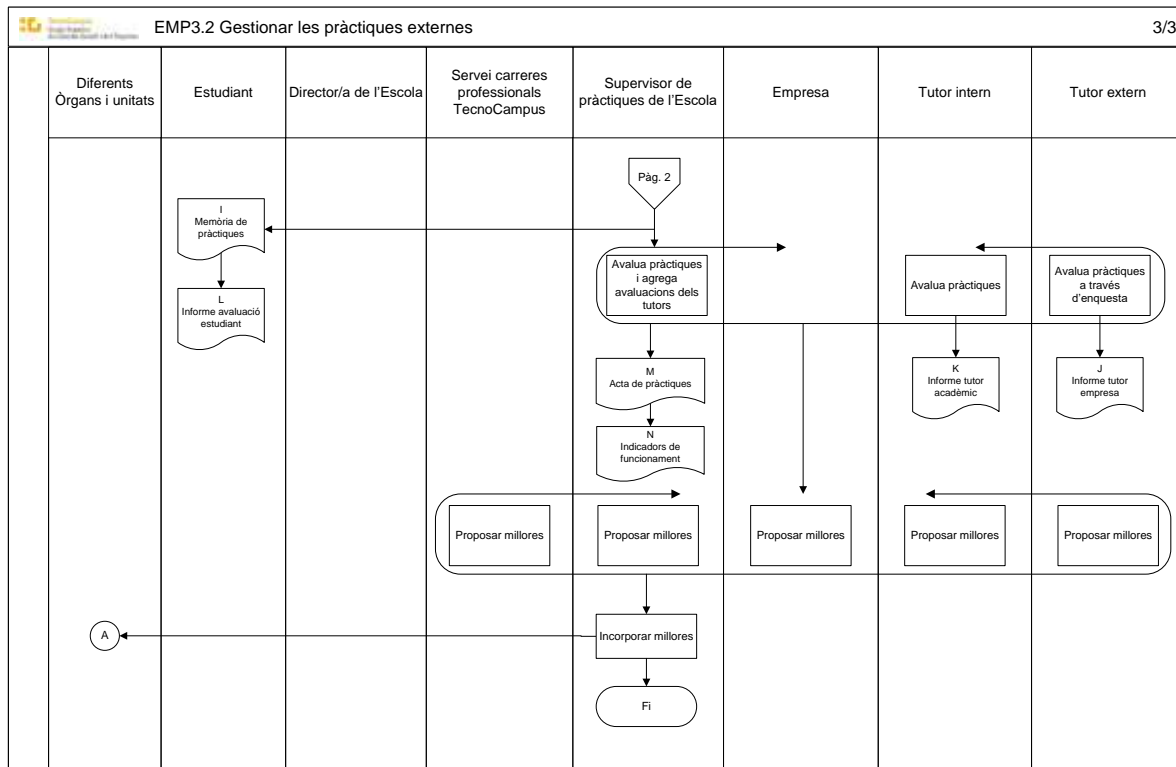 EMP3.2 Gestionar les pràctiques externes
3/3
Diferents
Òrgans i unitats
Estudiant
Director/a de l'Escola
Servei carreres
professionals
TecnoCampus
Supervisor de
pràctiques de l'Escola
Empresa
Tutor intern
Tutor extern
Pàg. 2
I
Memòria de
pràctiques
Avalua pràctiques
i agrega
avaluacions dels
tutors
Avalua pràctiques
Avalua pràctiques
a través
d'enquesta
L
Informe avaluació
estudiant
M
Acta de pràctiques
K
Informe tutor
acadèmic
J
Informe tutor
empresa
N
Indicadors de
funcionament
Proposar millores
Proposar millores
Proposar millores
Proposar millores
Proposar millores
A
Incorporar millores
Fi